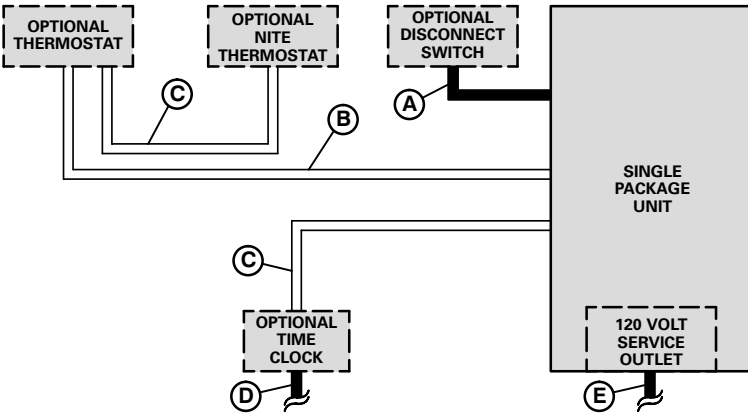 OPTIONAL
THERMOSTAT
OPTIONAL
NITE
THERMOSTAT
OPTIONAL
DISCONNECT
SWITCH
C
A
B
SINGLE
PACKAGE
UNIT
C
OPTIONAL
TIME
CLOCK
120 VOLT
SERVICE
OUTLET
D
E